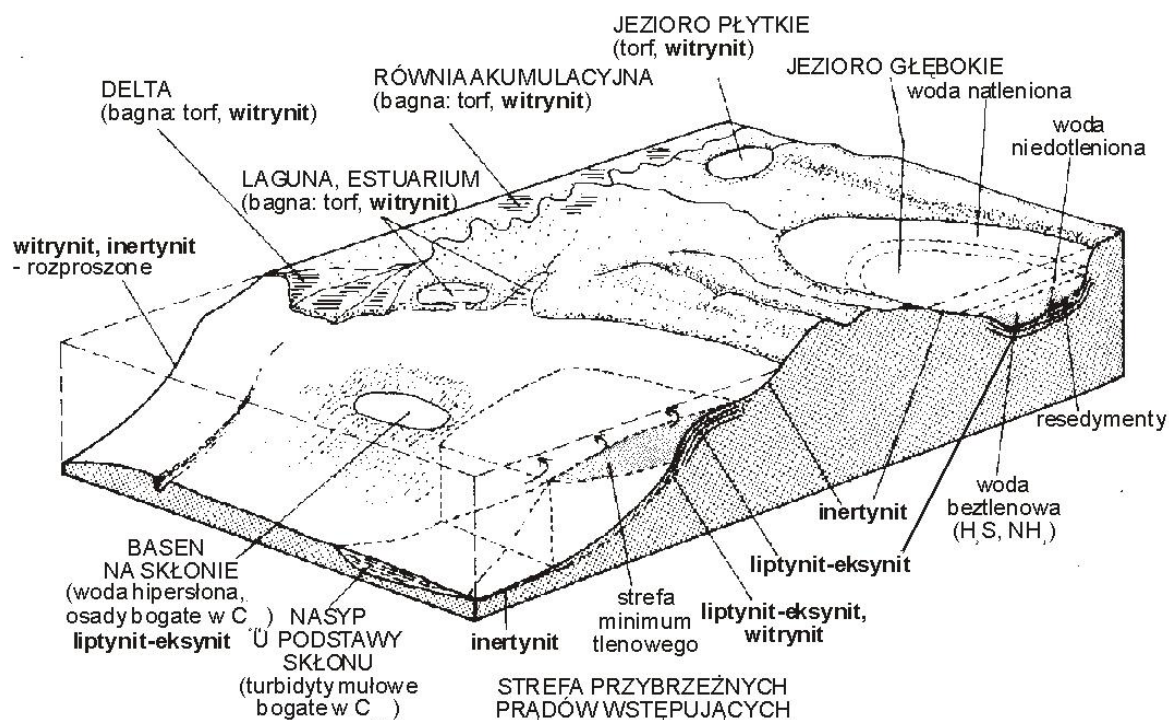 JEZIORO PŁYTKIE
(torf, witrynit)
JEZIORO GŁĘBOKIE
woda natleniona
RÓWNIA AKUMULACYJNA
(bagna: torf, witrynit)
DELTA
(bagna: torf, witrynit)
woda
niedotleniona
LAGUNA, ESTUARIUM
(bagna: torf, witrynit)
witrynit, inertynit
- rozproszone
resedymenty
woda
beztlenowa
(H₂S, NH₃)
inertynit
liptynit-eksynit
BASEN
NA SKŁONIE
(woda hipersłona,
osady bogate w C )
liptynit-eksynit
NASYP
U PODSTAWY
SKŁONU
(turbidyty mułowe
bogate w C )
inertynit
strefa
minimum
tlenowego
liptynit-eksynit,
witrynit
STREFA PRZYBRZEŻNYCH
PRĄDÓW WSTĘPUJĄCYCH